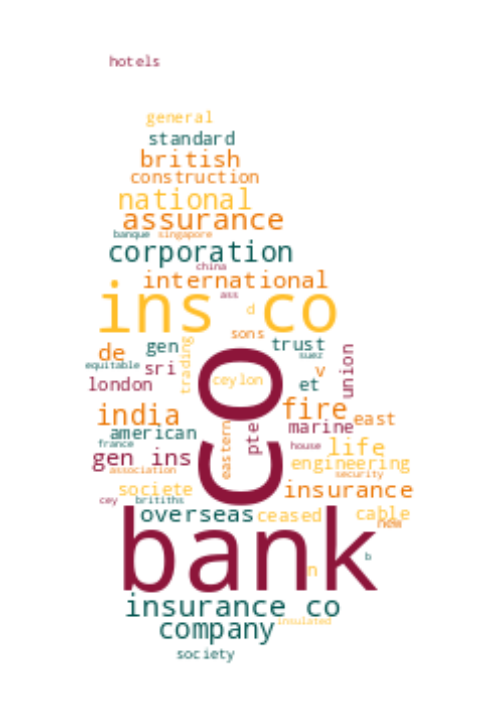 hotels
general
standard
british
construction
national
assurance
banque singapore
corporation
china
international
ass
ins co
d
sons
de gen trading trust
suez
equitable sri v union
london ceylon et
co
india fire east
american eastern pte marine
france house life
gen ins engineering
association security
societe insurance
cey britiths
overseas ceased cable
new
bank
b
n
insurance co
company insulated
society